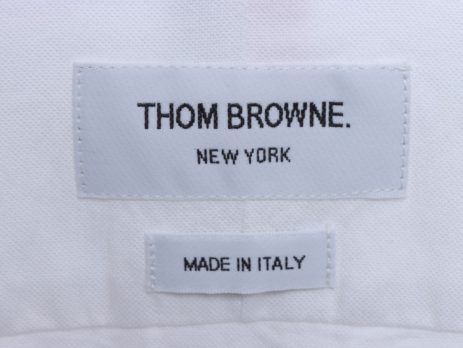 THOM BROWNE.
NEW YORK
MADE IN ITALY